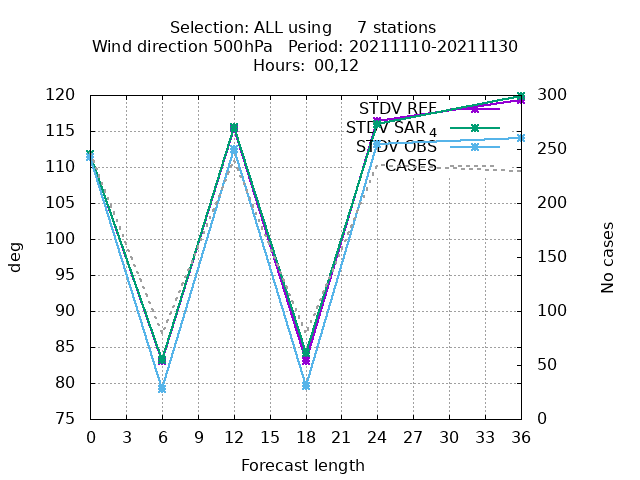 Selection: ALL using     7 stations
Wind direction 500hPa   Period: 20211110-20211130
Hours: 00,12
120
115
110
105
100
95
90
85
80
75
300
250
200
150
100
50
0
deg
No cases
STDV REF
STDV SAR 4
STDV OBS
CASES
0 3 6 9 12 15 18 21 24 27 30 33 36
Forecast length